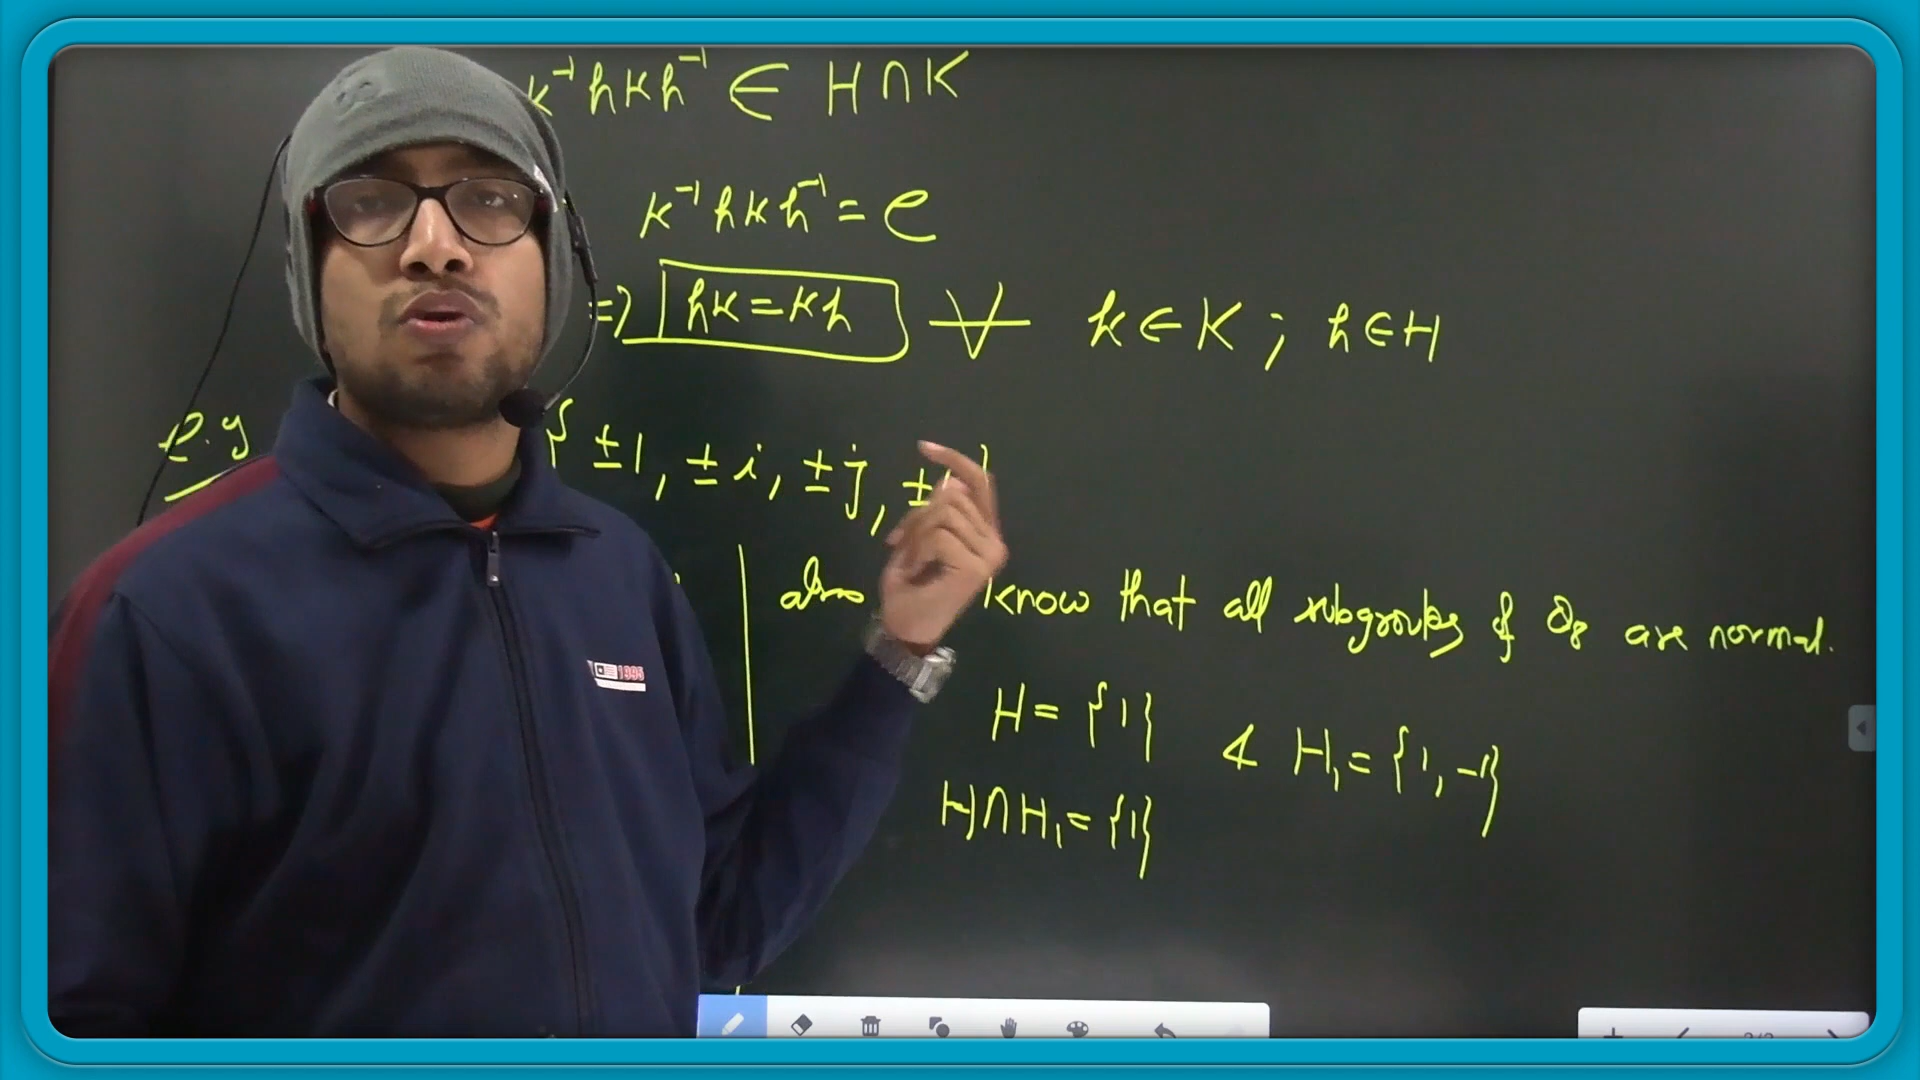 k⁻¹hkh⁻¹ ∈ H∩K
k⁻¹hkh⁻¹ = e
⇒ hk = kh ∀ k ∈ K ; h ∈ H
e.g { ±1, ±i, ±j, ±
also know that all subgroups of Q8 are normal.
H = {1} & H₁ = {1, -1}
H∩H₁ = {1}
1995